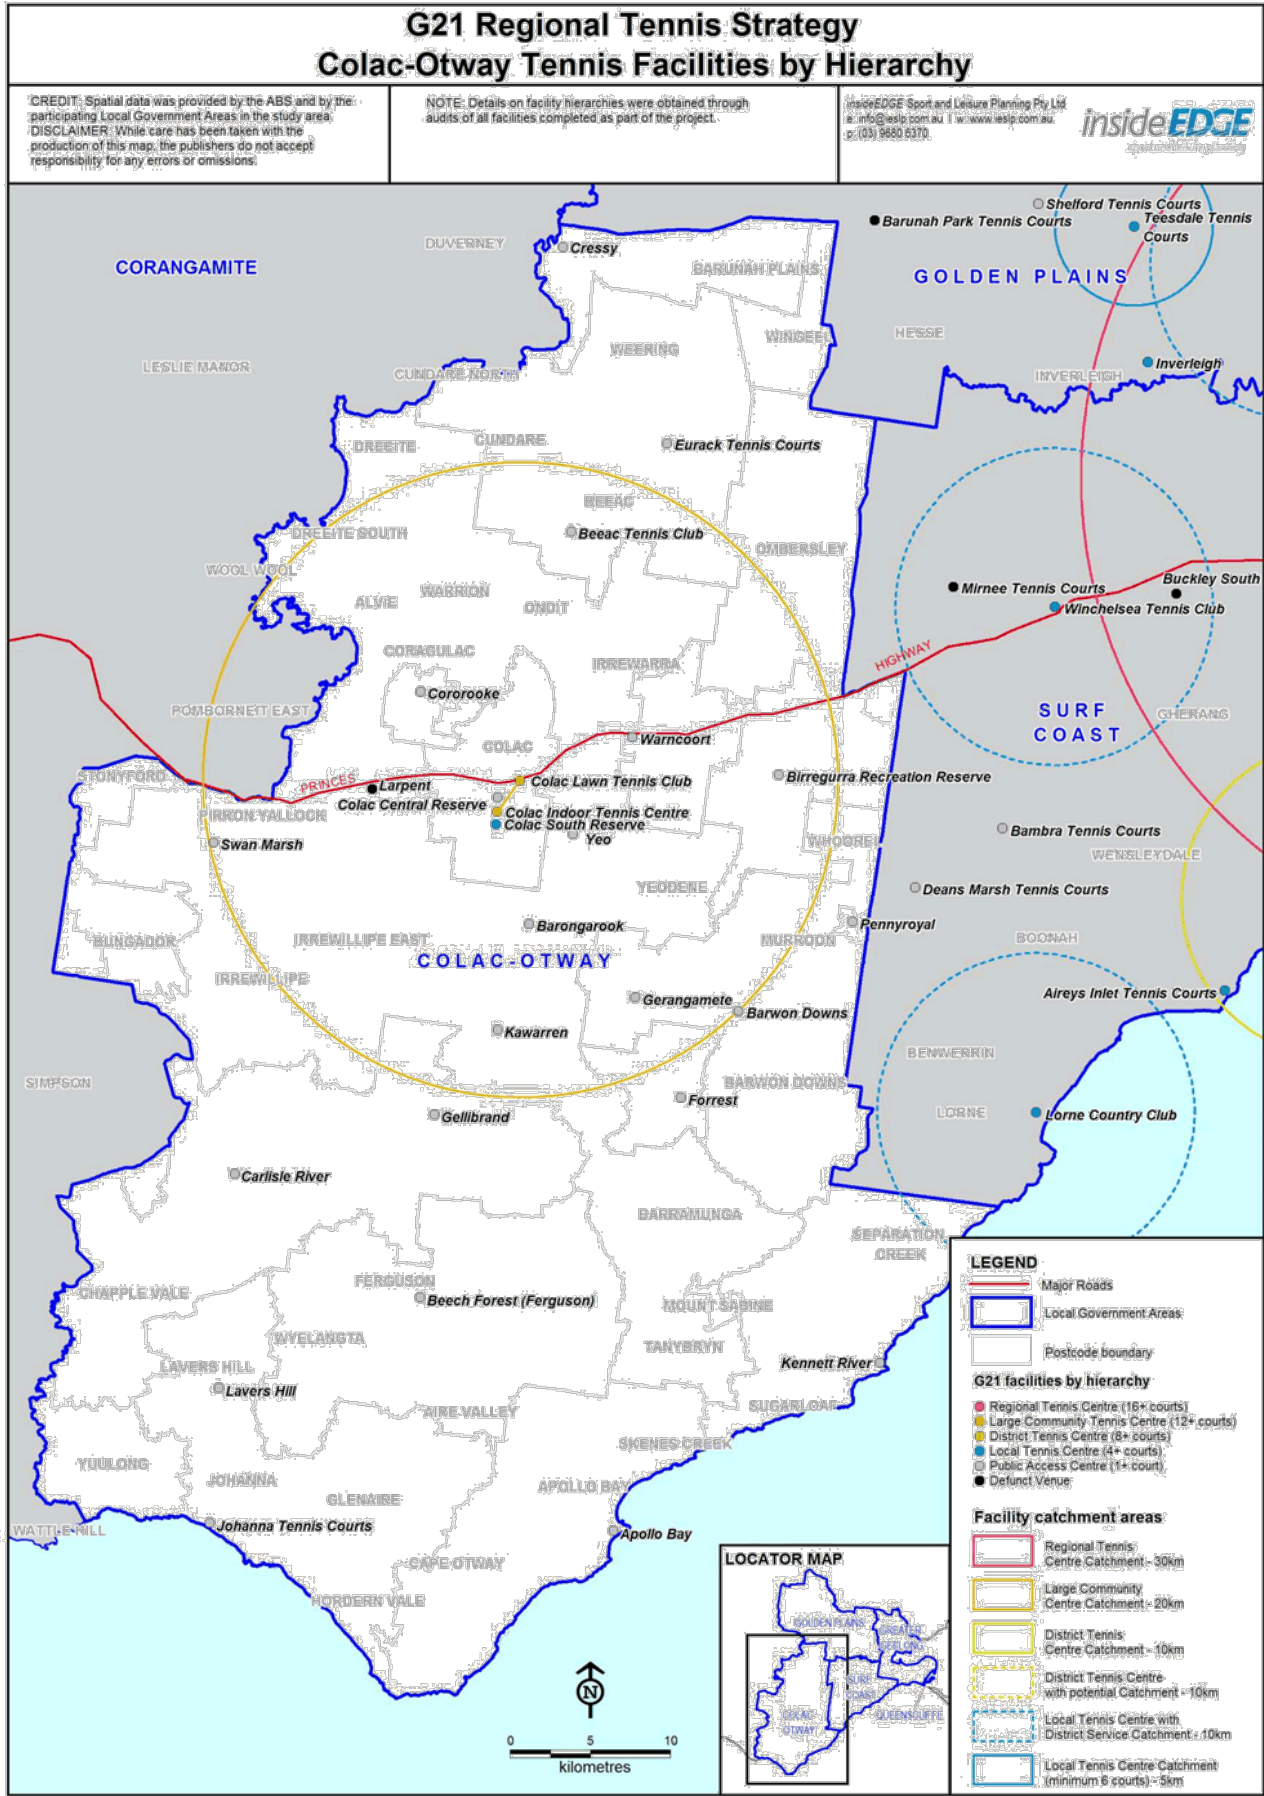 G21 Regional Tennis Strategy
Colac-Otway Tennis Facilities by Hierarchy
CREDIT: Spatial data was provided by the ABS and by the
participating Local Government Areas in the study area
DISCLAIMER: While care has been taken with the
production of this map, the publishers do not accept
responsibility for any errors or omissions.
NOTE: Details on facility hierarchies were obtained through
audits of all facilities completed as part of the project.
insideEDGE Sport and Leisure Planning Pty Ltd
e: info@ieslp.com.au | w: www.ieslp.com.au
p: (03) 9680 6370
insideEDGE
Shelford Tennis Courts
Barunah Park Tennis Courts
Teesdale Tennis
Courts
DUVERNEY
Cressy
CORANGAMITE
BARUNAH PLAINS
GOLDEN PLAINS
HESSE
WINGEEL
WEERING
LESLIE MANOR
CUNDARE NORTH
Inverleigh
INVERLEIGH
DREEITE
CUNDARE
Eurack Tennis Courts
BEEAC
DREEITE SOUTH
Beeac Tennis Club
OMBERSLEY
WOOL WOOL
WARRION
ALVIE
ONDIT
Mirnee Tennis Courts
Buckley South
Winchelsea Tennis Club
CORAGULAC
IRREWARRA
HIGHWAY
Cororooke
POMBORNEIT EAST
SURF
COAST
GHERANG
COLAC
Warncoort
STONYFORD
PRINCES
Larpent
Colac Lawn Tennis Club
Birregurra Recreation Reserve
Colac Central Reserve
PIRRON YALLOCK
Colac Indoor Tennis Centre
Colac South Reserve
Yeo
Swan Marsh
WHOOREL
Bambra Tennis Courts
WENSLEYDALE
YEODENE
Deans Marsh Tennis Courts
Barongarook
Pennyroyal
BUNGADOR
IRREWILLIPE EAST
MURROON
BOONAH
COLAC-OTWAY
IRREWILLIPE
Gerangamete
Barwon Downs
Aireys Inlet Tennis Courts
Kawarren
BENWERRIN
SIMPSON
BARWON DOWNS
Forrest
Gellibrand
LORNE
Lorne Country Club
Carlisle River
BARRAMUNGA
SEPARATION
CREEK
FERGUSON
CHAPPLE VALE
Beech Forest (Ferguson)
MOUNT SABINE
WYELANGTA
TANYBRYN
LAVERS HILL
Kennett River
Lavers Hill
SUGARLOAF
AIRE VALLEY
SKENES CREEK
YUULONG
JOHANNA
GLENAIRE
APOLLO BAY
WATTLE HILL
Johanna Tennis Courts
Apollo Bay
CAPE OTWAY
HORDERN VALE
N
0 5 10
kilometres
LOCATOR MAP
GOLDEN PLAINS
GREATER
GEELONG
SURF
COAST
COLAC
OTWAY
QUEENSCLIFFE
LEGEND
Major Roads
Local Government Areas
Postcode boundary
G21 facilities by hierarchy
Regional Tennis Centre (16+ courts)
Large Community Tennis Centre (12+ courts)
District Tennis Centre (8+ courts)
Local Tennis Centre (4+ courts)
Public Access Centre (1+ court)
Defunct Venue
Facility catchment areas
Regional Tennis
Centre Catchment - 30km
Large Community
Centre Catchment - 20km
District Tennis
Centre Catchment - 10km
District Tennis Centre
with potential Catchment - 10km
Local Tennis Centre with
District Service Catchment - 10km
Local Tennis Centre Catchment
(minimum 6 courts) - 5km